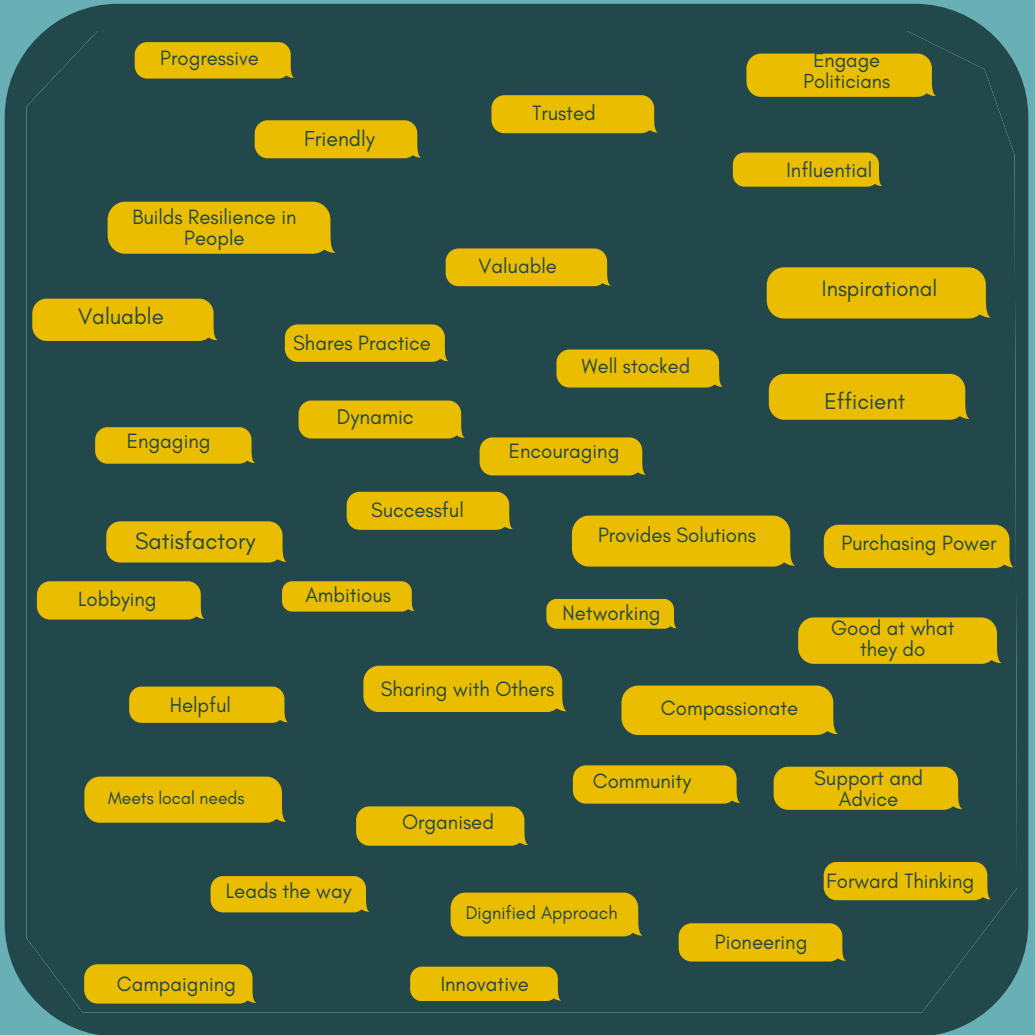 Progressive
Engage
Politicians
Trusted
Friendly
Influential
Builds Resilience in
People
Valuable
Inspirational
Valuable
Shares Practice
Well stocked
Efficient
Dynamic
Engaging
Encouraging
Successful
Provides Solutions
Satisfactory
Purchasing Power
Lobbying
Ambitious
Networking
Good at what
they do
Sharing with Others
Helpful
Compassionate
Community
Support and
Advice
Meets local needs
Organised
Forward Thinking
Leads the way
Dignified Approach
Pioneering
Campaigning
Innovative